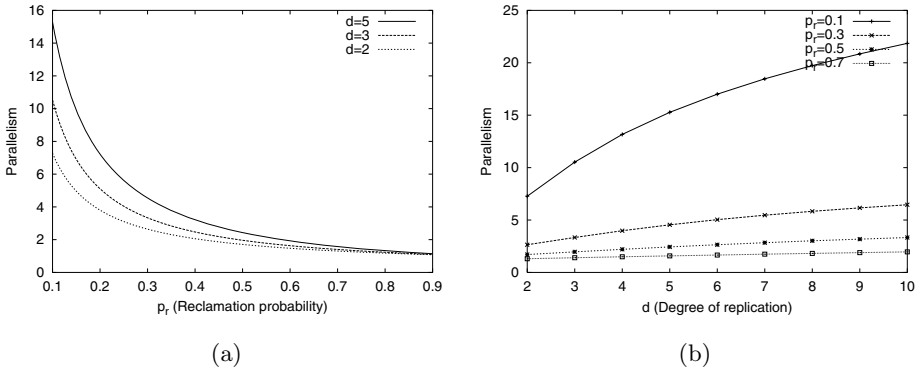 16
14
12
10
8
6
4
2
0
Parallelism
d=5
d=3
d=2
0.1 0.2 0.3 0.4 0.5 0.6 0.7 0.8 0.9
p_r (Reclamation probability)
(a)
25
20
15
10
5
0
Parallelism
p_r=0.1
p_r=0.3
p_r=0.5
p_r=0.7
2 3 4 5 6 7 8 9 10
d (Degree of replication)
(b)